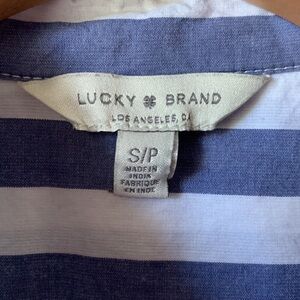 LUCKY BRAND
LOS ANGELES, CA
S/P
MADE IN
INDIA
FABRIQUÉ
EN INDE